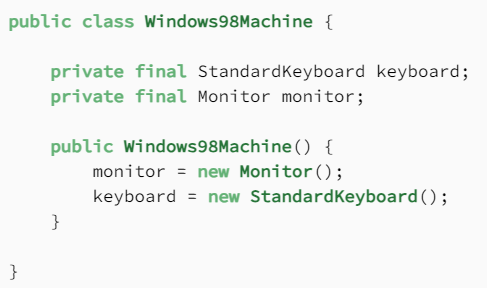 public class Windows98Machine {
    private final StandardKeyboard keyboard;
    private final Monitor monitor;
    public Windows98Machine() {
        monitor = new Monitor();
        keyboard = new StandardKeyboard();
    }
}